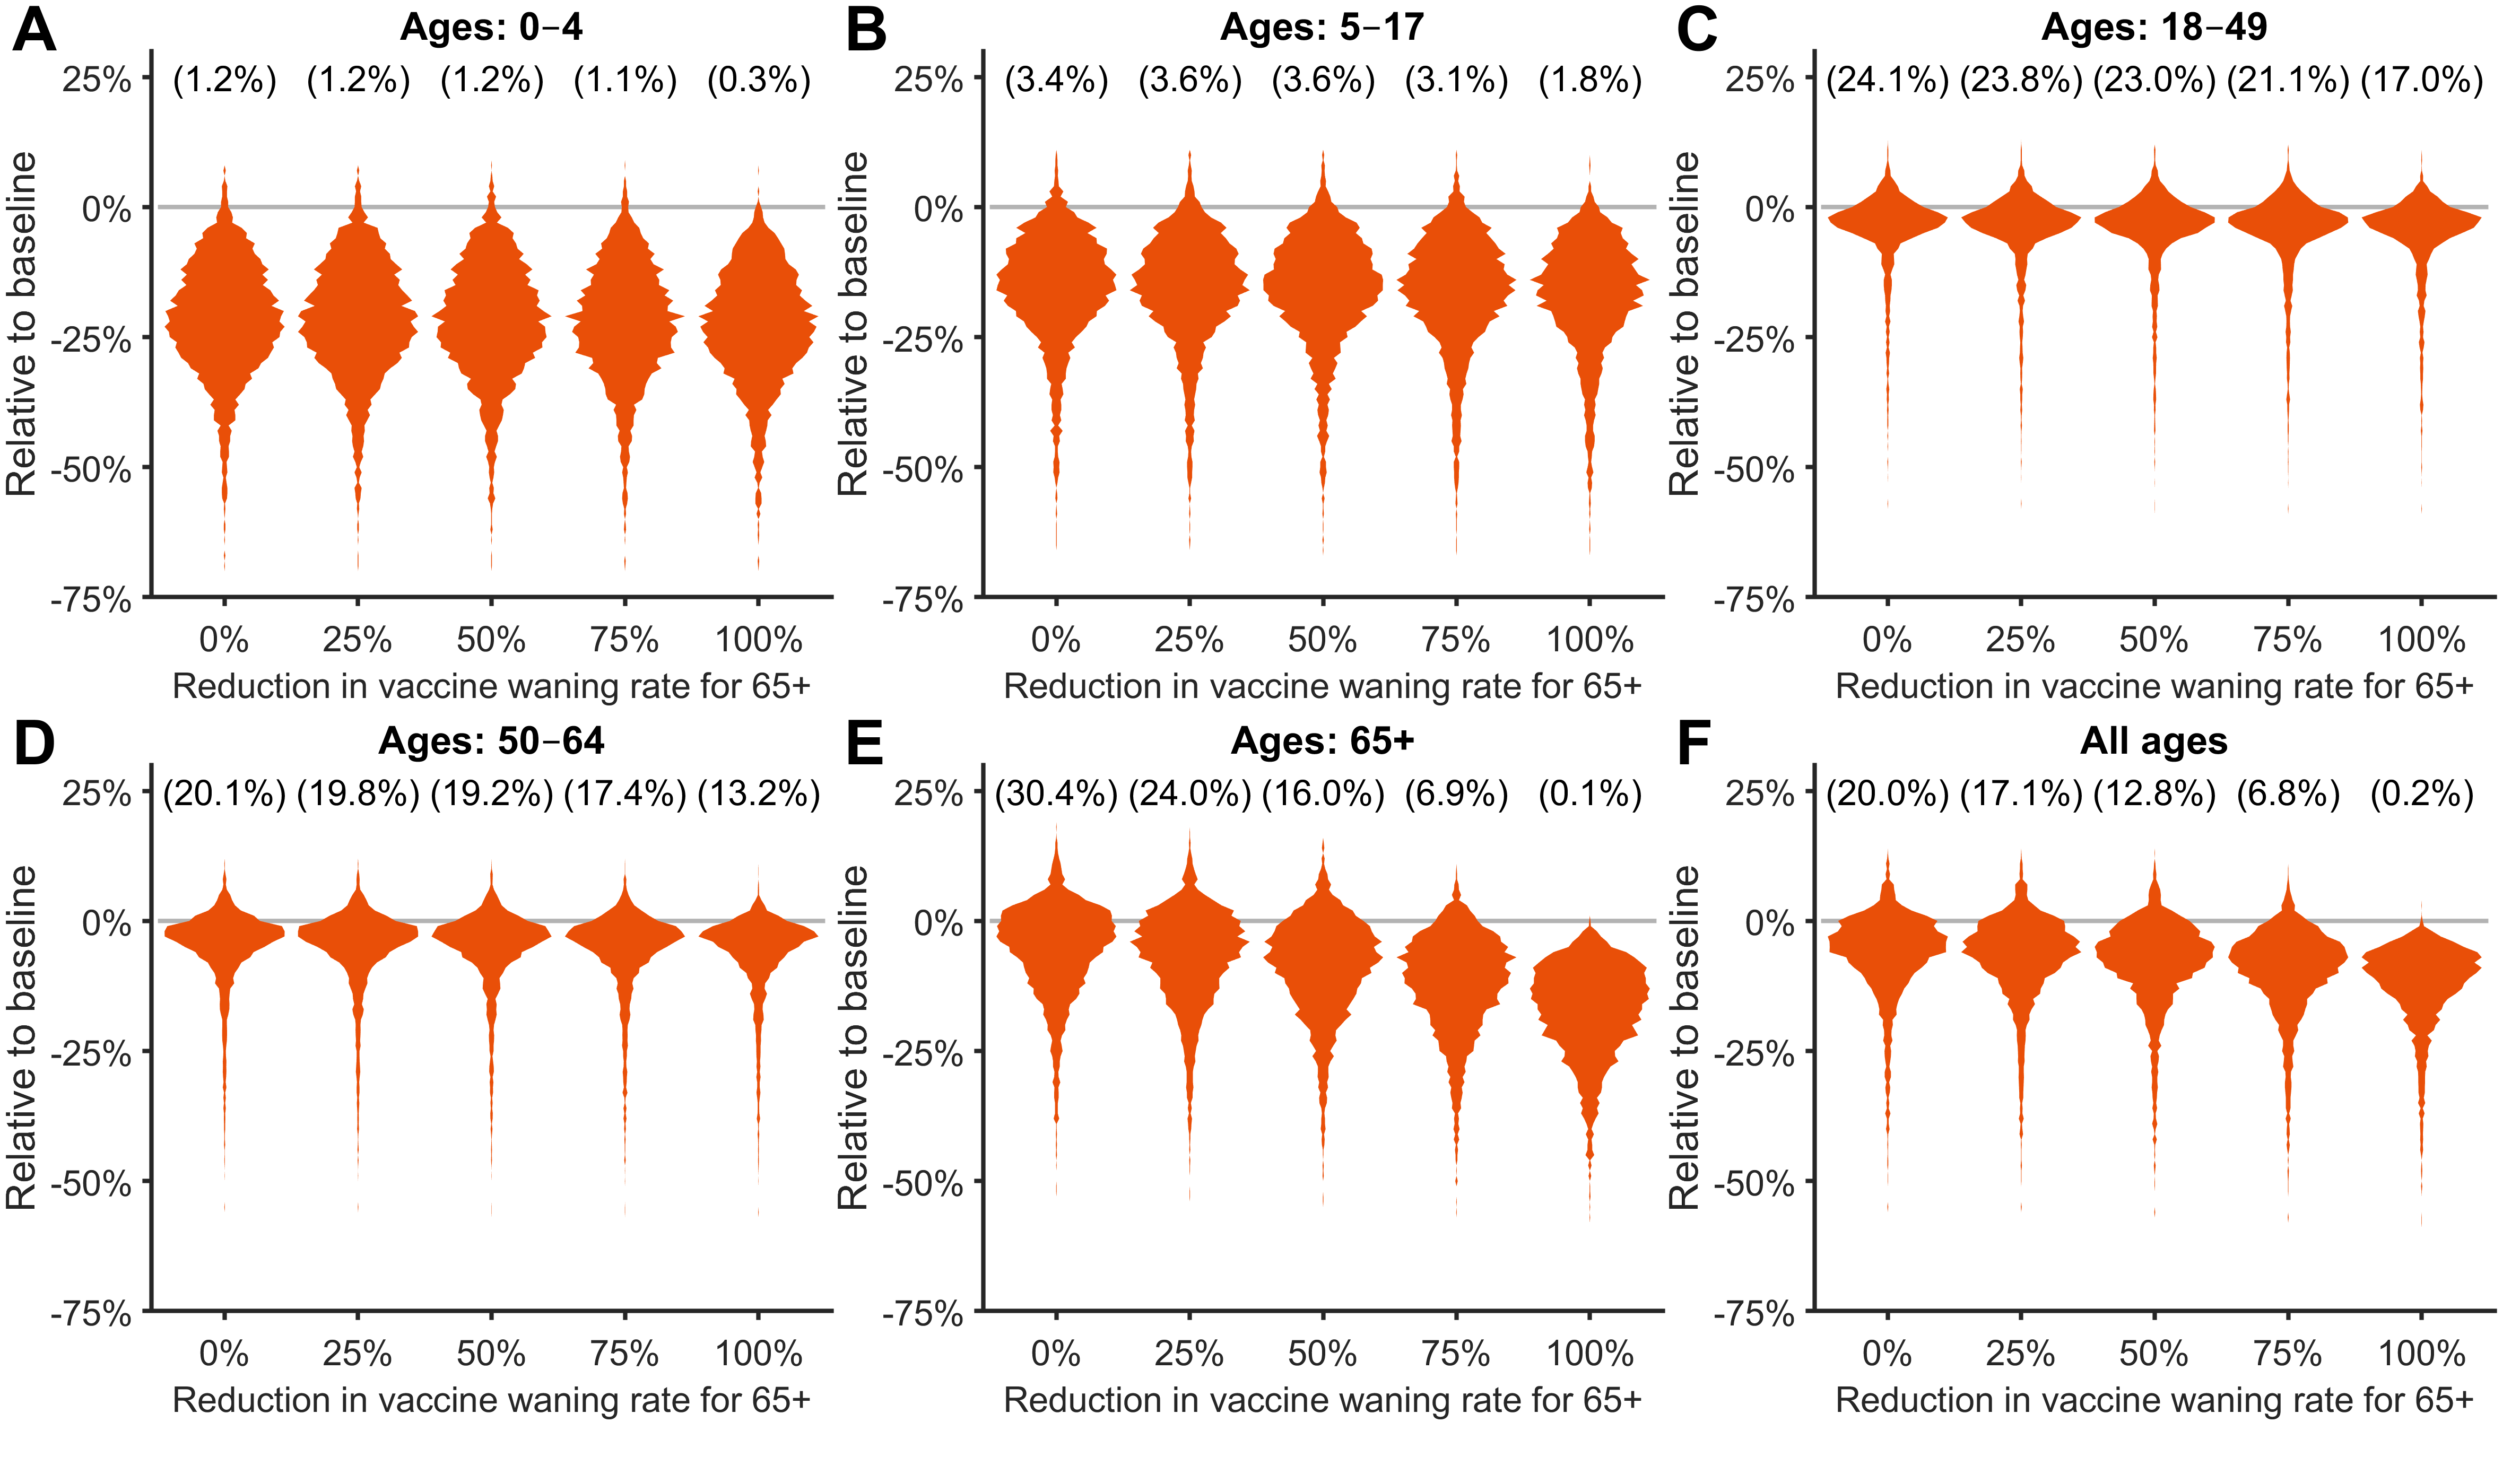 A
Ages: 0–4
25%
(1.2%) (1.2%) (1.2%) (1.1%) (0.3%)
0%
-25%
-50%
-75%
Relative to baseline
0% 25% 50% 75% 100%
Reduction in vaccine waning rate for 65+
B
Ages: 5–17
25%
(3.4%) (3.6%) (3.6%) (3.1%) (1.8%)
0%
-25%
-50%
-75%
Relative to baseline
0% 25% 50% 75% 100%
Reduction in vaccine waning rate for 65+
C
Ages: 18–49
25%
(24.1%) (23.8%) (23.0%) (21.1%) (17.0%)
0%
-25%
-50%
-75%
Relative to baseline
0% 25% 50% 75% 100%
Reduction in vaccine waning rate for 65+
D
Ages: 50–64
25%
(20.1%) (19.8%) (19.2%) (17.4%) (13.2%)
0%
-25%
-50%
-75%
Relative to baseline
0% 25% 50% 75% 100%
Reduction in vaccine waning rate for 65+
E
Ages: 65+
25%
(30.4%) (24.0%) (16.0%) (6.9%) (0.1%)
0%
-25%
-50%
-75%
Relative to baseline
0% 25% 50% 75% 100%
Reduction in vaccine waning rate for 65+
F
All ages
25%
(20.0%) (17.1%) (12.8%) (6.8%) (0.2%)
0%
-25%
-50%
-75%
Relative to baseline
0% 25% 50% 75% 100%
Reduction in vaccine waning rate for 65+